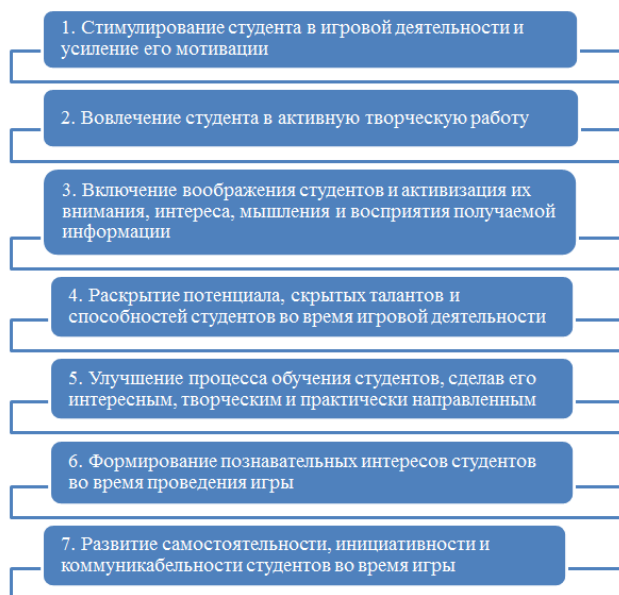 1. Стимулирование студента в игровой деятельности и
усиление его мотивации
2. Вовлечение студента в активную творческую работу
3. Включение воображения студентов и активизация их
внимания, интереса, мышления и восприятия получаемой
информации
4. Раскрытие потенциала, скрытых талантов и
способностей студентов во время игровой деятельности
5. Улучшение процесса обучения студентов, сделав его
интересным, творческим и практически направленным
6. Формирование познавательных интересов студентов
во время проведения игры
7. Развитие самостоятельности, инициативности и
коммуникабельности студентов во время игры